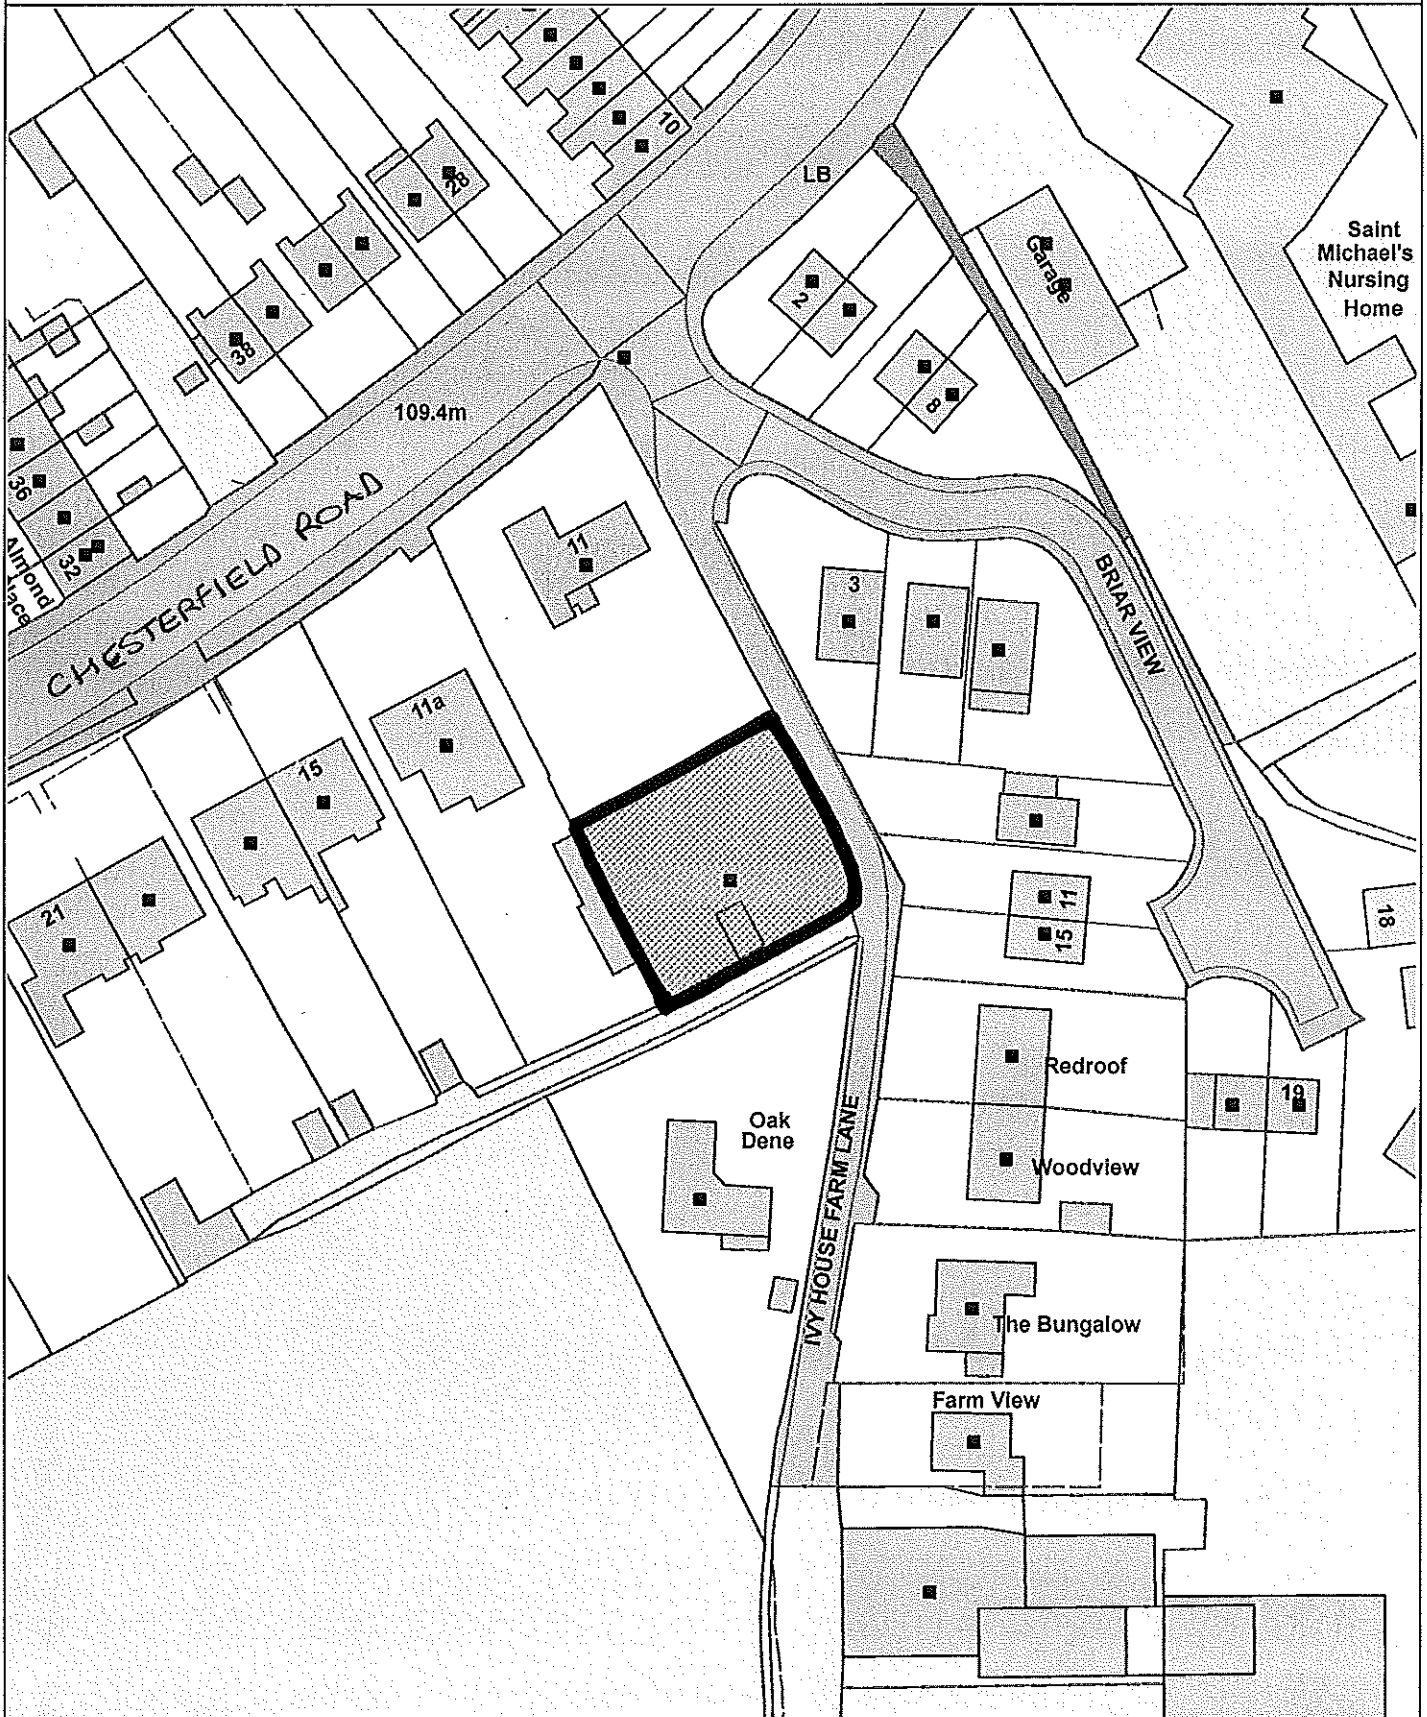 10
LB
28
Saint
Michael's
Nursing
Home
Garage
2
38
8
109.4m
36
32
Almond
CHESTERFIELD ROAD
11
3
BRIAR VIEW
11a
15
21
11
15
18
Redroof
19
Oak
Dene
Woodview
IVY HOUSE FARM LANE
The Bungalow
Farm View